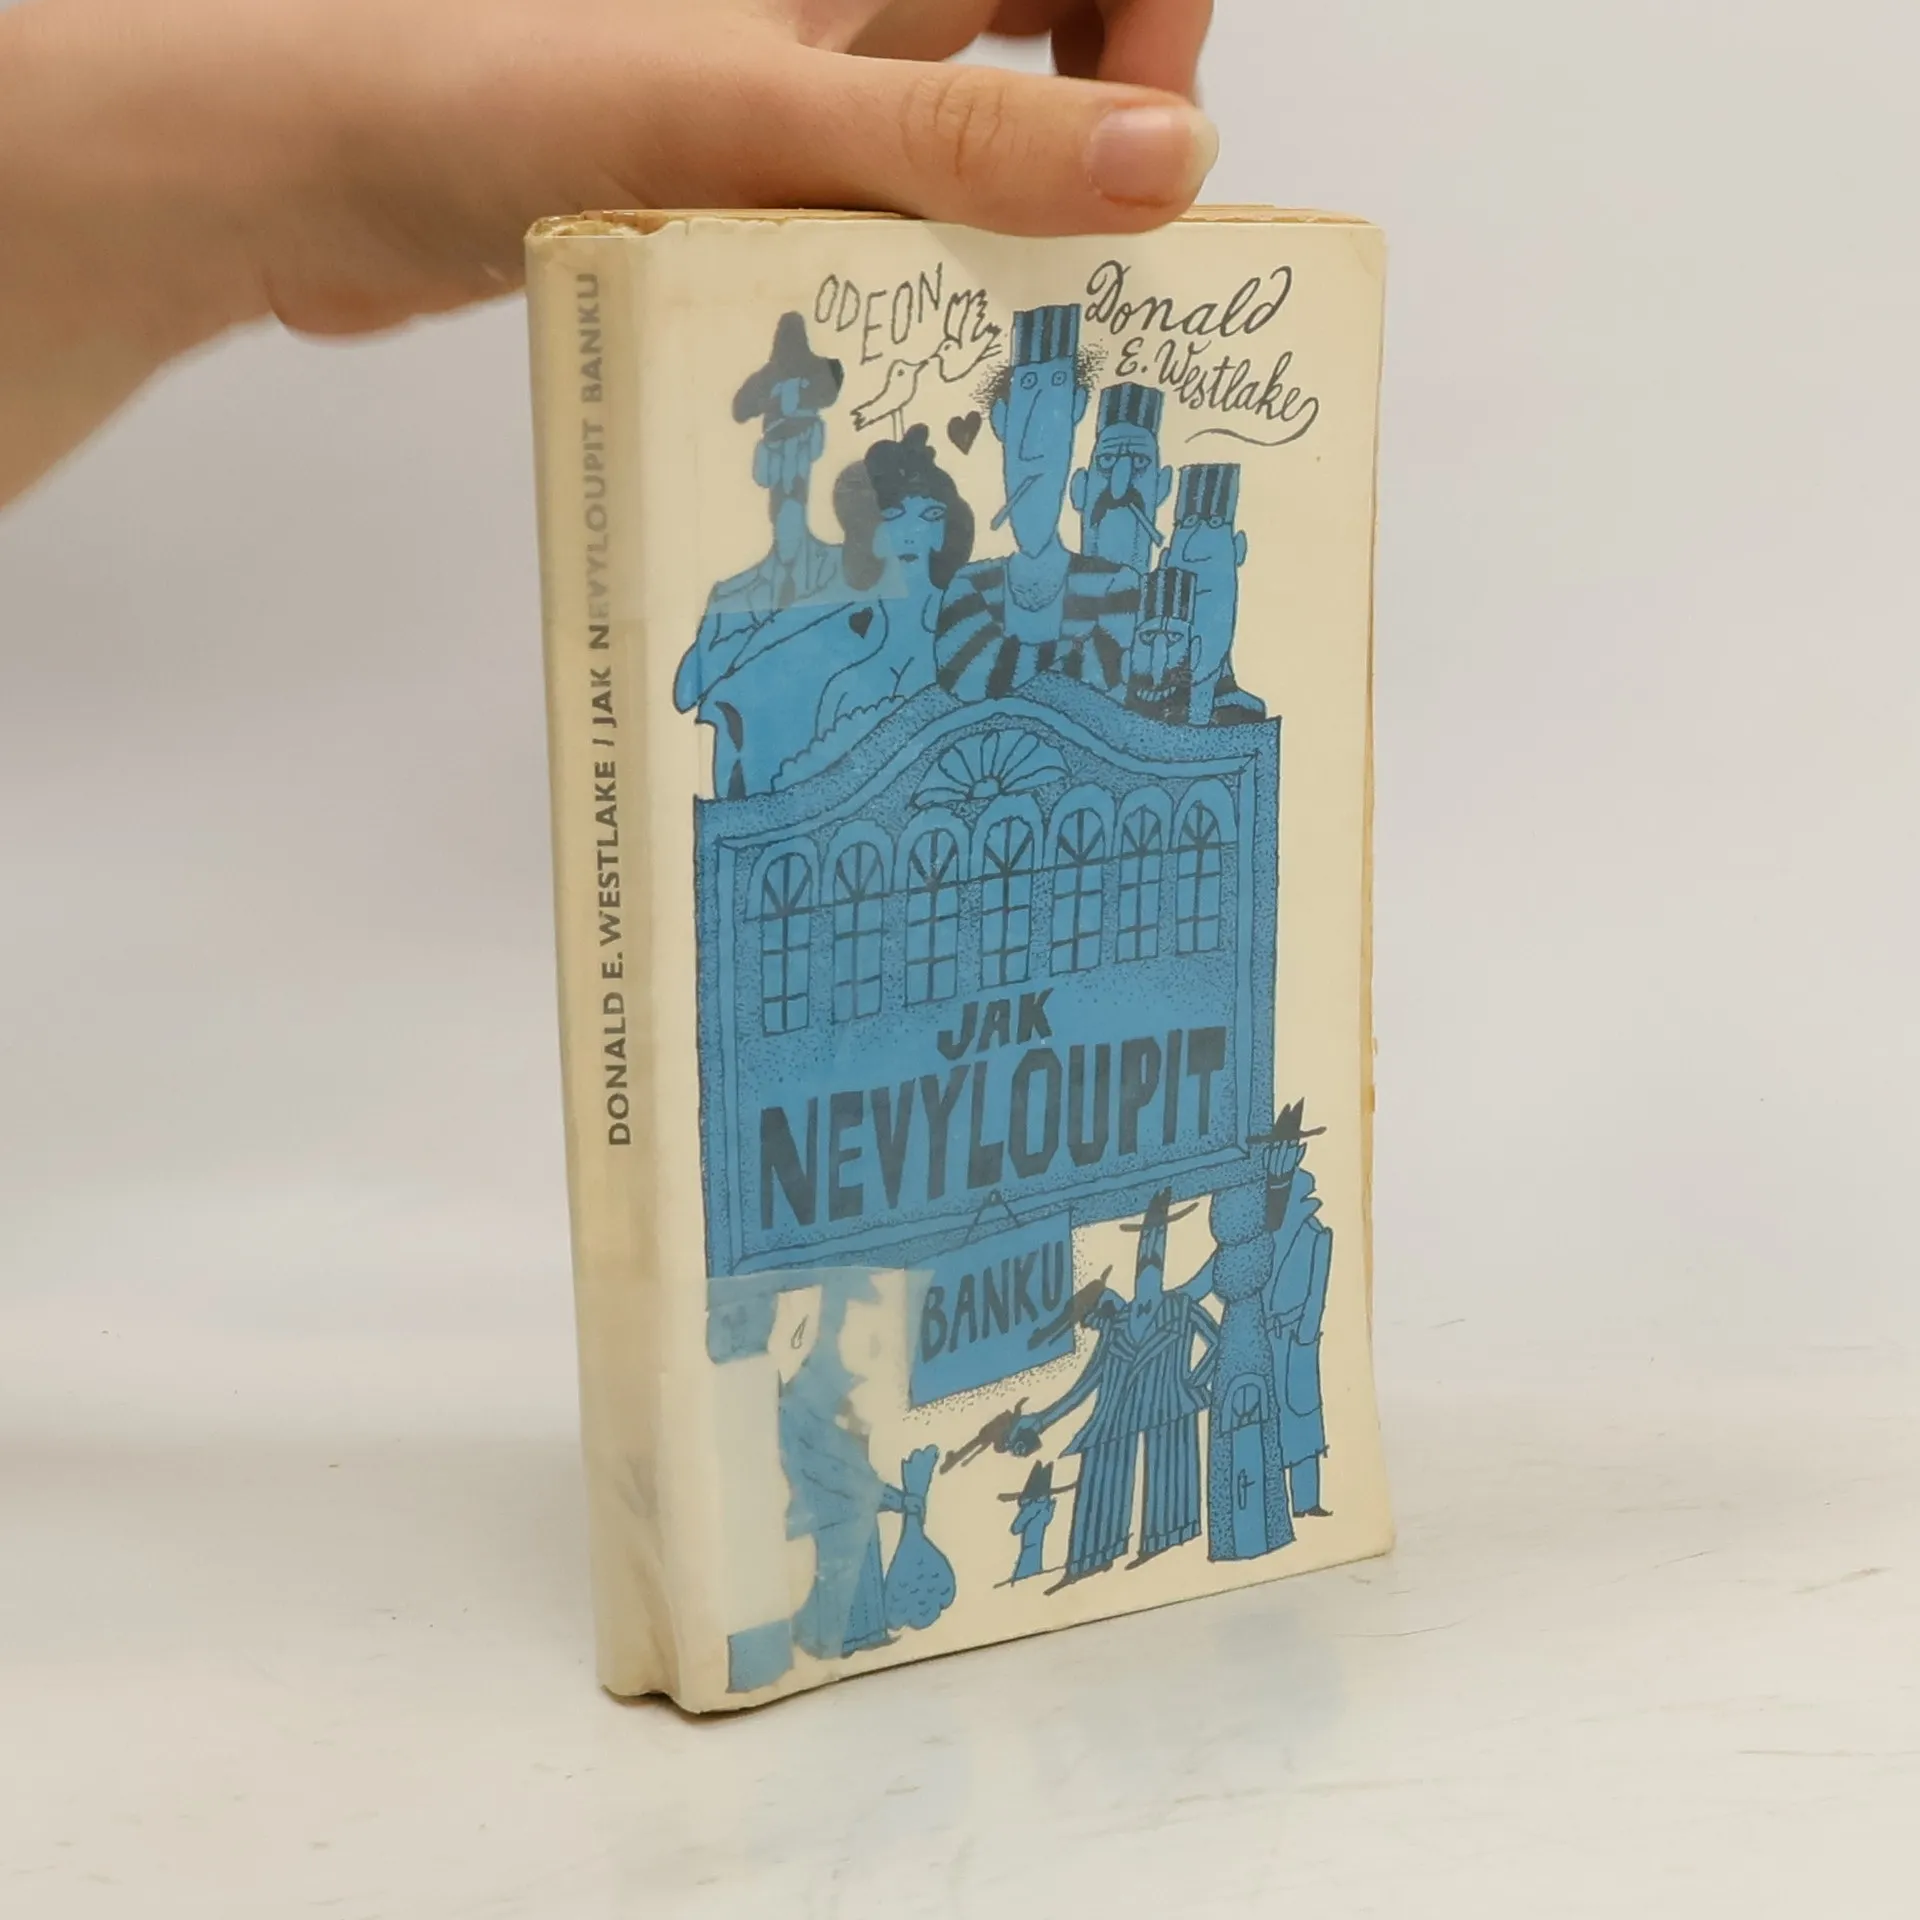 DONALD E. WESTLAKE / JAK NEVYLOUPIT BANKU
ODEON
Donald
E. Westlake
JAK
NEVYLOUPIT
BANKU